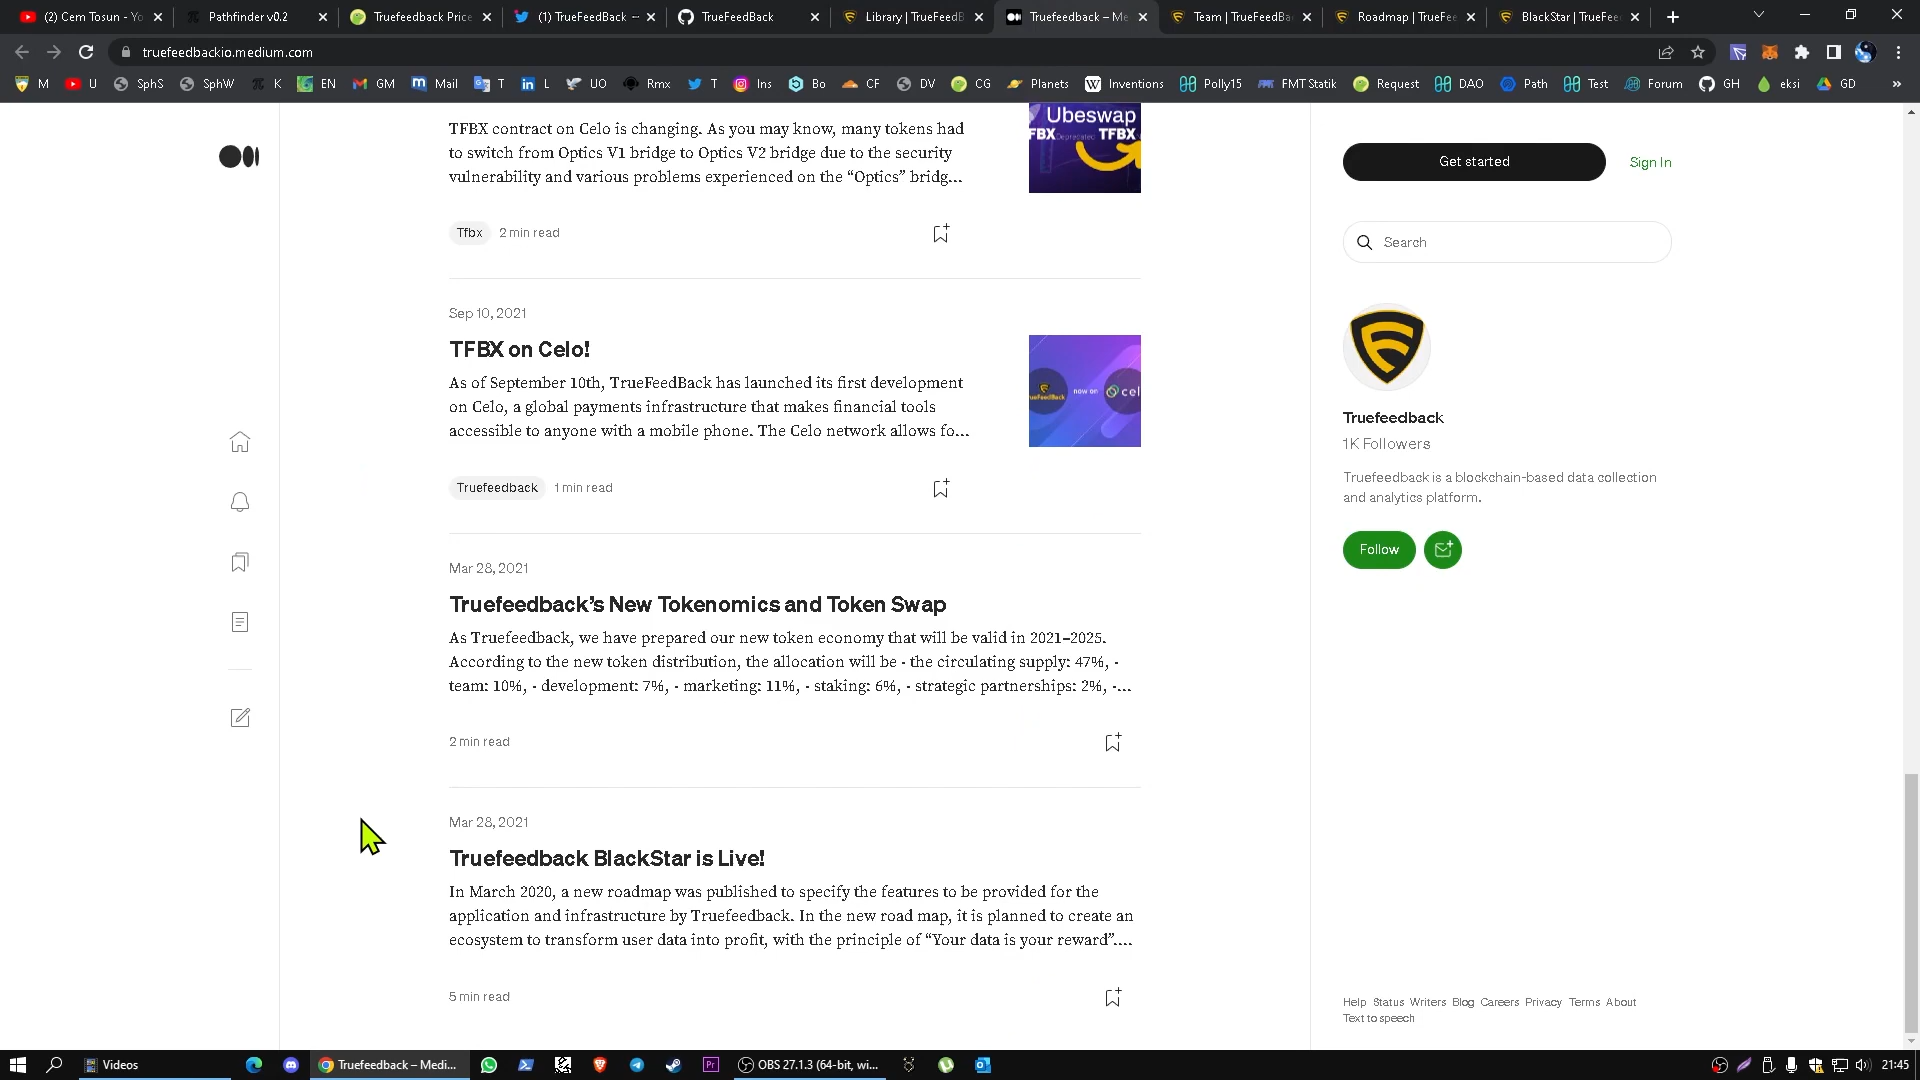 (2) Cem Tosun - Yo
Pathfinder v0.2
Truefeedback Price
(1) TrueFeedBack
TrueFeedBack
Library | TrueFeedB
Truefeedback – Me
Team | TrueFeedBa
Roadmap | TrueFee
BlackStar | TrueFee
truefeedbackio.medium.com
M
U
SphS
SphW
K
EN
GM
Mail
T
L
UO
Rmx
T
Ins
Bo
CF
DV
CG
Planets
Inventions
Polly15
FMT Statik
Request
DAO
Path
Test
Forum
GH
eksi
GD
»
TFBX contract on Celo is changing. As you may know, many tokens had
to switch from Optics V1 bridge to Optics V2 bridge due to the security
vulnerability and various problems experienced on the “Optics” bridg…
Ubeswap
FBX Deprecated TFBX
Tfbx
2 min read
Sep 10, 2021
TFBX on Celo!
As of September 10th, TrueFeedBack has launched its first development
on Celo, a global payments infrastructure that makes financial tools
accessible to anyone with a mobile phone. The Celo network allows fo…
ueFeedBack now on cel
Truefeedback
1 min read
Mar 28, 2021
Truefeedback’s New Tokenomics and Token Swap
As Truefeedback, we have prepared our new token economy that will be valid in 2021–2025.
According to the new token distribution, the allocation will be - the circulating supply: 47%, -
team: 10%, - development: 7%, - marketing: 11%, - staking: 6%, - strategic partnerships: 2%, -…
2 min read
Mar 28, 2021
Truefeedback BlackStar is Live!
In March 2020, a new roadmap was published to specify the features to be provided for the
application and infrastructure by Truefeedback. In the new road map, it is planned to create an
ecosystem to transform user data into profit, with the principle of “Your data is your reward”.…
5 min read
Get started
Sign In
Search
Truefeedback
1K Followers
Truefeedback is a blockchain-based data collection
and analytics platform.
Follow
Help Status Writers Blog Careers Privacy Terms About
Text to speech
Videos
Truefeedback – Medi...
Pr
OBS 27.1.3 (64-bit, wi...
21:45